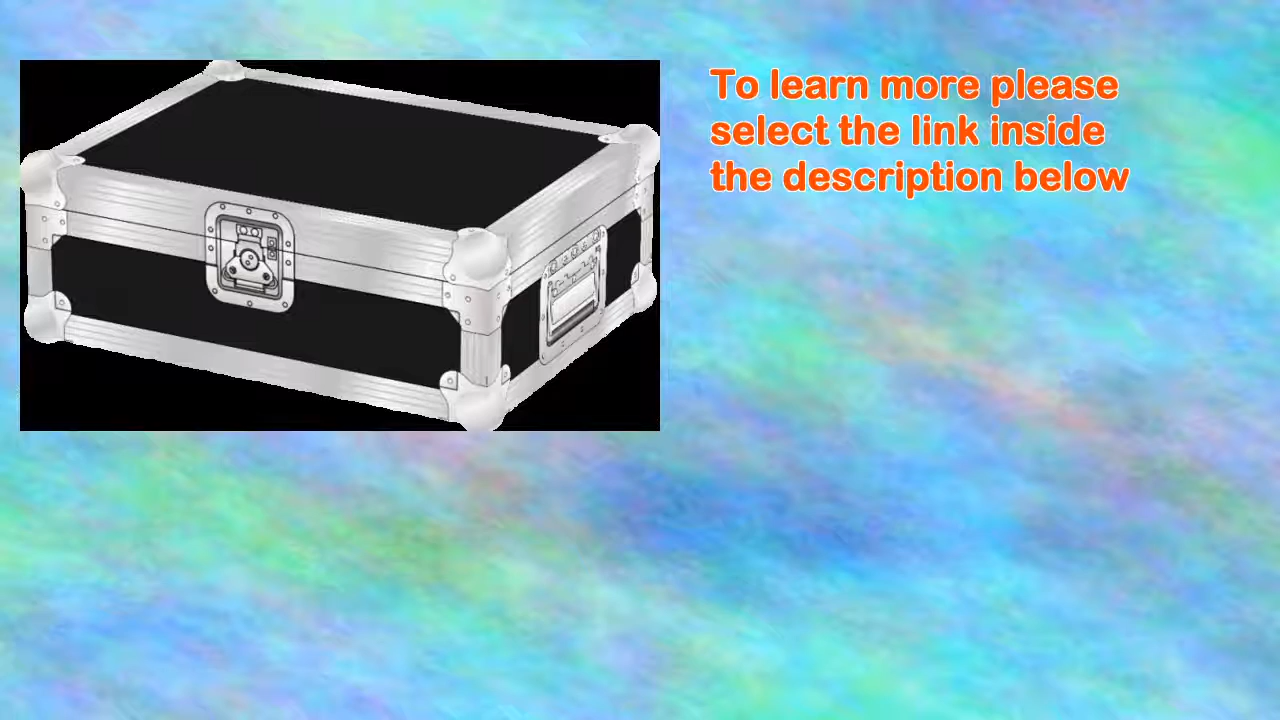 To learn more please
select the link inside
the description below